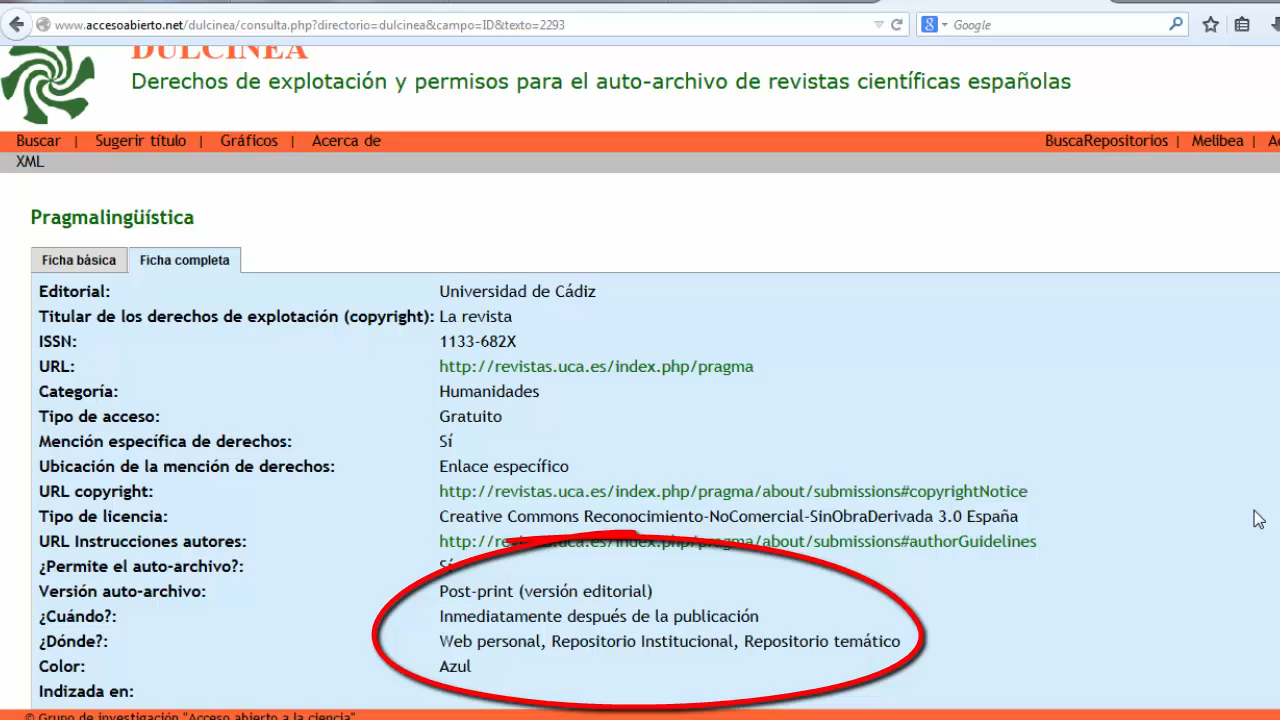 www.accesoabierto.net/dulcinea/consulta.php?directorio=dulcinea&campo=ID&texto=2293
Google
DULCINEA
Derechos de explotación y permisos para el auto-archivo de revistas científicas españolas
Buscar | Sugerir título | Gráficos | Acerca de BuscaRepositorios | Melibea |
XML
Pragmalingüística
Ficha básica Ficha completa
Editorial: Universidad de Cádiz
Titular de los derechos de explotación (copyright): La revista
ISSN: 1133-682X
URL: http://revistas.uca.es/index.php/pragma
Categoría: Humanidades
Tipo de acceso: Gratuito
Mención específica de derechos: Sí
Ubicación de la mención de derechos: Enlace específico
URL copyright: http://revistas.uca.es/index.php/pragma/about/submissions#copyrightNotice
Tipo de licencia: Creative Commons Reconocimiento-NoComercial-SinObraDerivada 3.0 España
URL Instrucciones autores: http://revistas.uca.es/index.php/pragma/about/submissions#authorGuidelines
¿Permite el auto-archivo?: Sí
Versión auto-archivo: Post-print (versión editorial)
¿Cuándo?: Inmediatamente después de la publicación
¿Dónde?: Web personal, Repositorio Institucional, Repositorio temático
Color: Azul
Indizada en:
© Grupo de investigación "Acceso abierto a la ciencia"